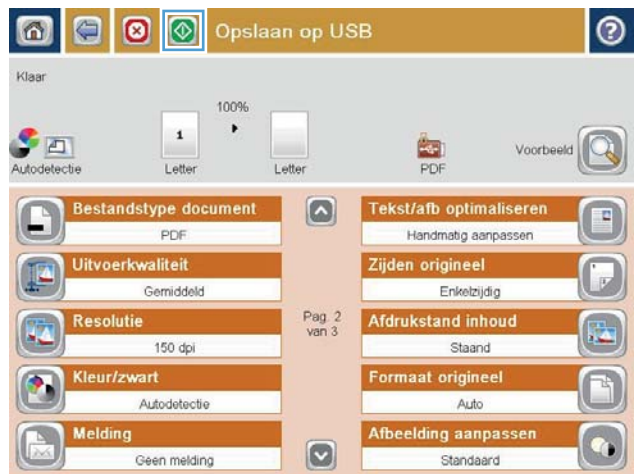 Opslaan op USB
?
Klaar
100%
1
Autodetectie
Letter
Letter
PDF
Voorbeeld
Bestandstype document
PDF
Uitvoerkwaliteit
Gemiddeld
Resolutie
150 dpi
Kleur/zwart
Autodetectie
Melding
Geen melding
Pag. 2
van 3
Tekst/afb optimaliseren
Handmatig aanpassen
Zijden origineel
Enkelzijdig
Afdrukstand inhoud
Staand
Formaat origineel
Auto
Afbeelding aanpassen
Standaard